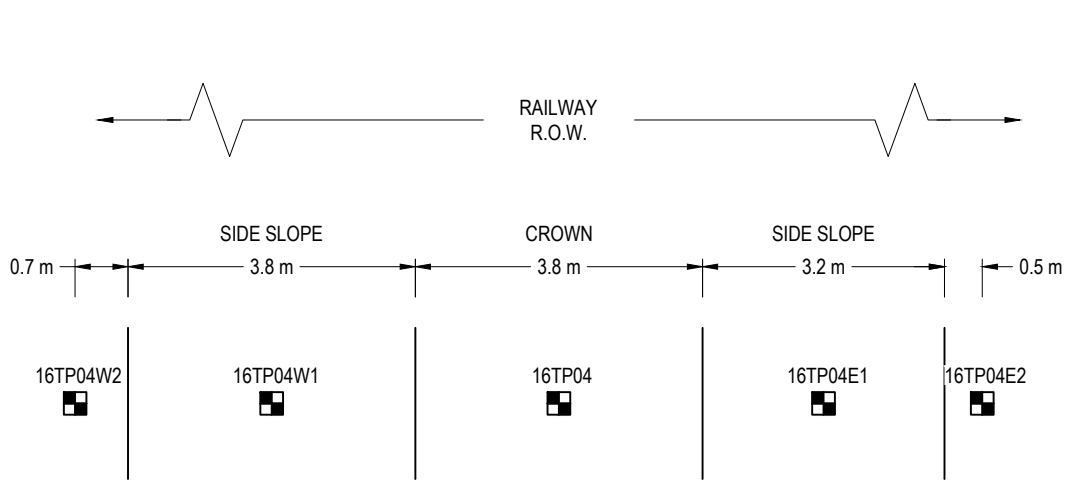 RAILWAY
R.O.W.
SIDE SLOPE
CROWN
SIDE SLOPE
0.7 m
3.8 m
3.8 m
3.2 m
0.5 m
16TP04W2
16TP04W1
16TP04
16TP04E1
16TP04E2